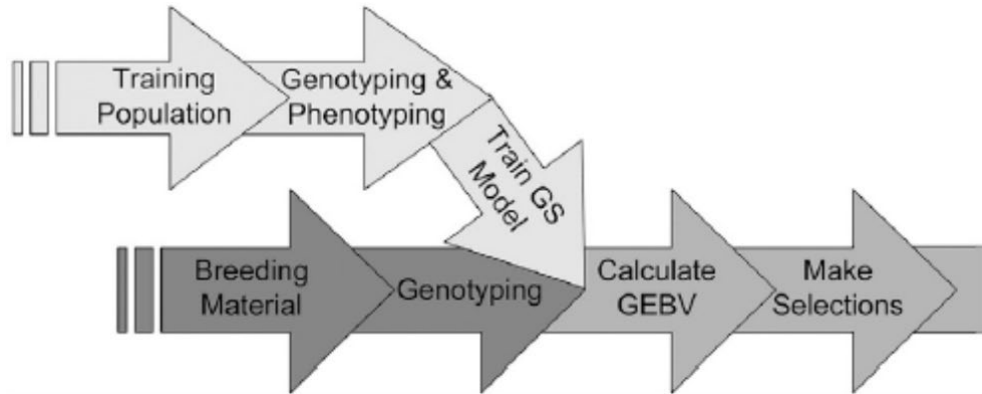 Training
Population
Genotyping &
Phenotyping
Train GS
Model
Breeding
Material
Genotyping
Calculate
GEBV
Make
Selections